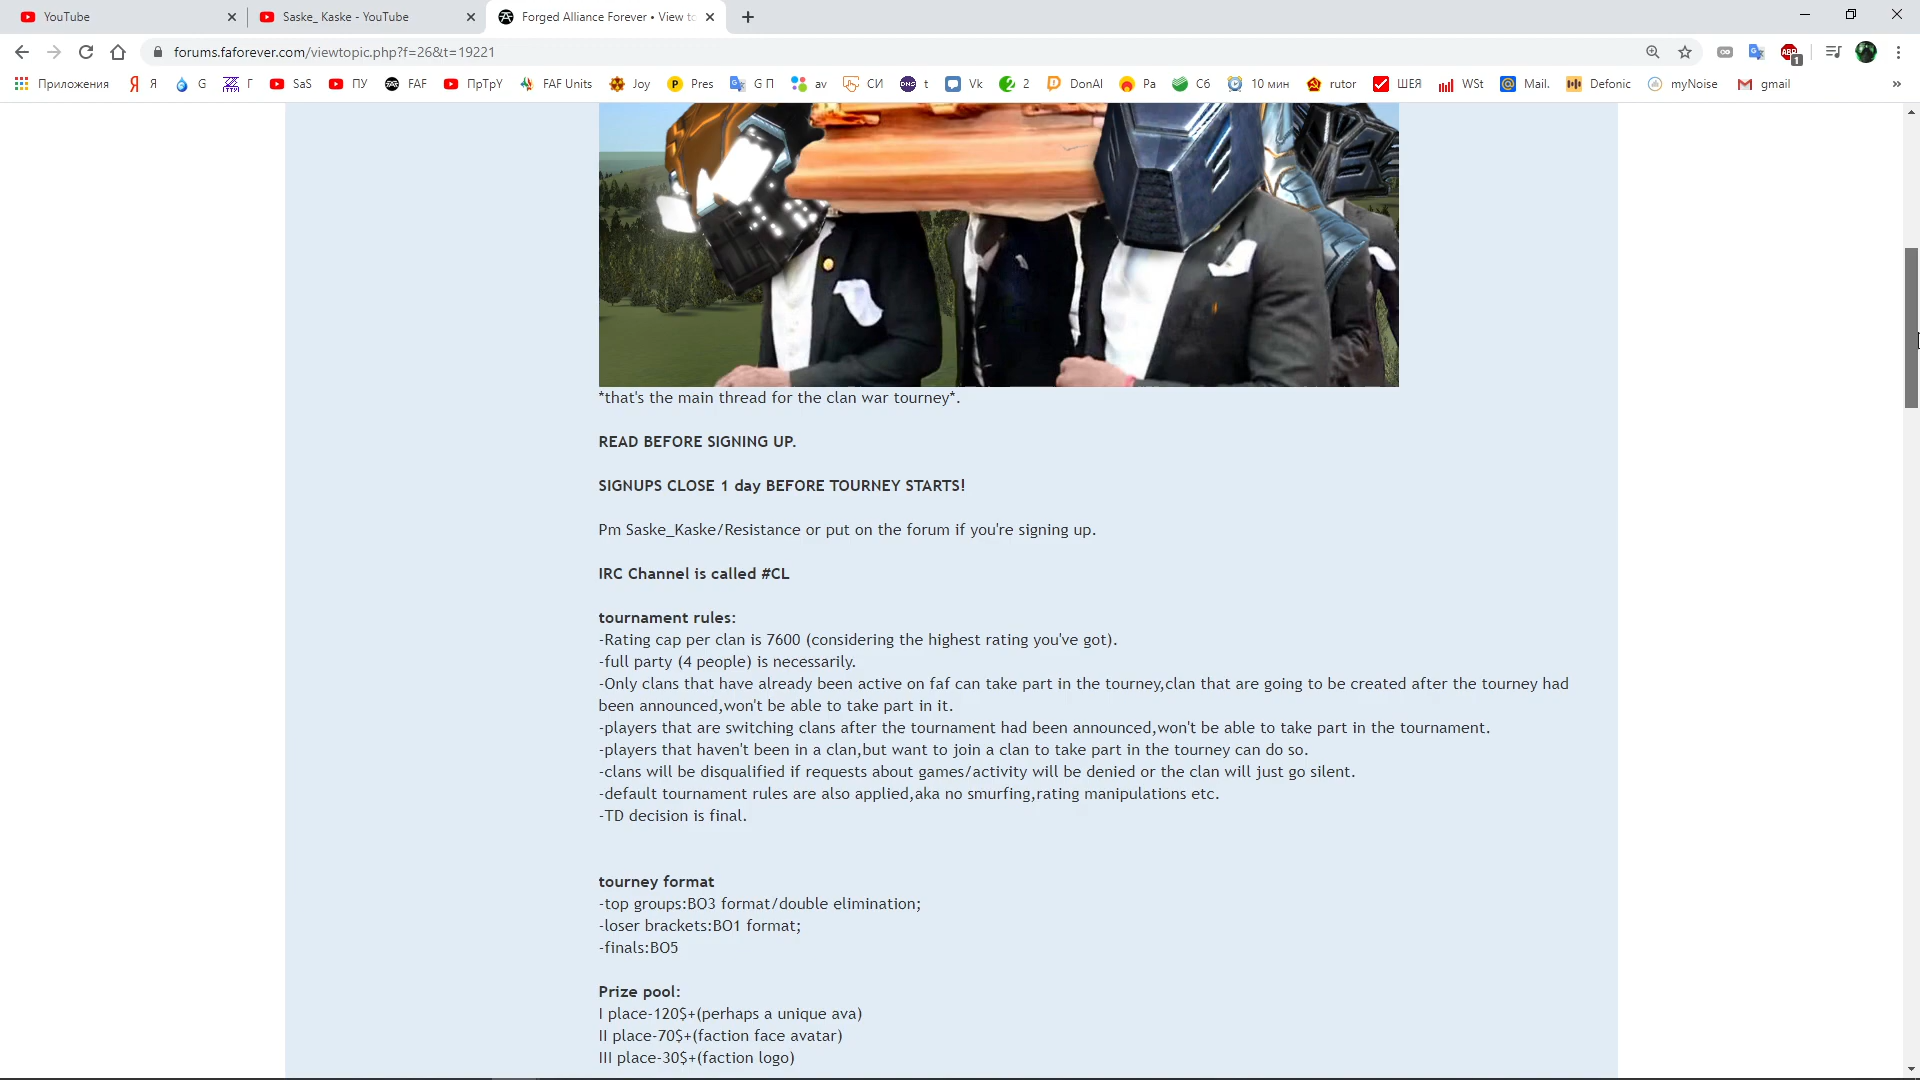 YouTube
Saske_ Kaske - YouTube
Forged Alliance Forever • View to
forums.faforever.com/viewtopic.php?f=26&t=19221
ABP
1
Приложения
Я
G
Г
SaS
ПУ
FAF
ПрТрУ
FAF Units
Joy
Pres
G П
av
СИ
t
Vk
2
DonAl
Ра
Сб
10 мин
rutor
ШЕЯ
WSt
Mail.
Defonic
myNoise
gmail
»
*that's the main thread for the clan war tourney*.
READ BEFORE SIGNING UP.
SIGNUPS CLOSE 1 day BEFORE TOURNEY STARTS!
Pm Saske_Kaske/Resistance or put on the forum if you're signing up.
IRC Channel is called #CL
tournament rules:
-Rating cap per clan is 7600 (considering the highest rating you've got).
-full party (4 people) is necessarily.
-Only clans that have already been active on faf can take part in the tourney,clan that are going to be created after the tourney had
been announced,won't be able to take part in it.
-players that are switching clans after the tournament had been announced,won't be able to take part in the tournament.
-players that haven't been in a clan,but want to join a clan to take part in the tourney can do so.
-clans will be disqualified if requests about games/activity will be denied or the clan will just go silent.
-default tournament rules are also applied,aka no smurfing,rating manipulations etc.
-TD decision is final.
tourney format
-top groups:BO3 format/double elimination;
-loser brackets:BO1 format;
-finals:BO5
Prize pool:
I place-120$+(perhaps a unique ava)
II place-70$+(faction face avatar)
III place-30$+(faction logo)